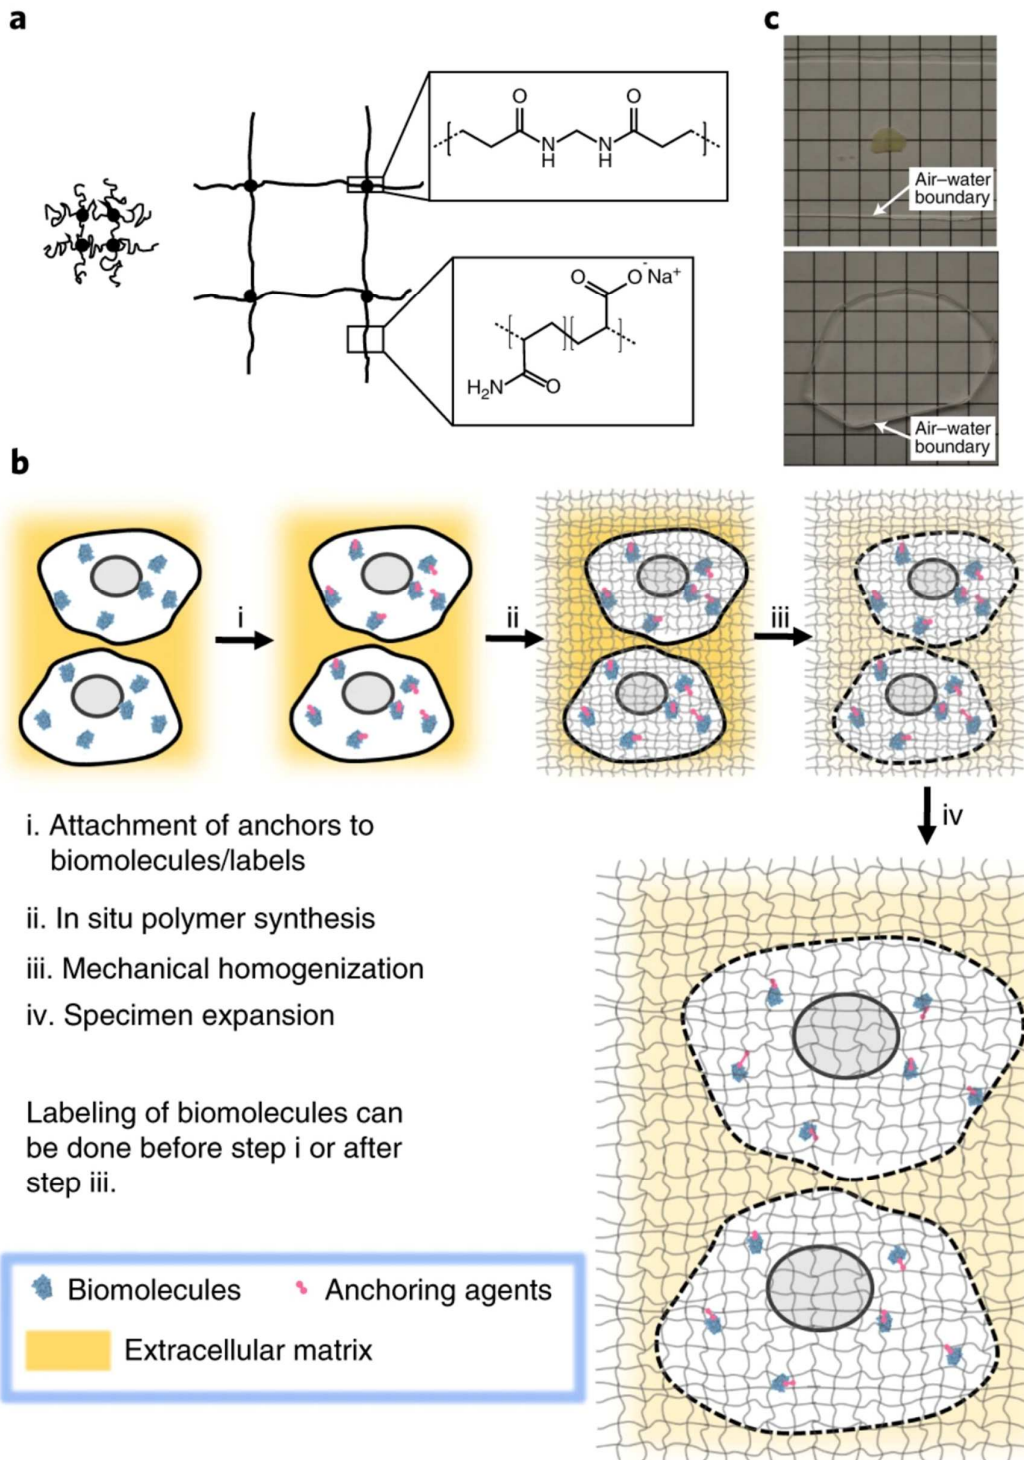 a
c
O
O
N
H
N
H
Air–water
boundary
O
O⁻Na⁺
H₂N
O
Air–water
boundary
b
i
ii
iii
iv
i. Attachment of anchors to
biomolecules/labels
ii. In situ polymer synthesis
iii. Mechanical homogenization
iv. Specimen expansion
Labeling of biomolecules can
be done before step i or after
step iii.
Biomolecules
Anchoring agents
Extracellular matrix